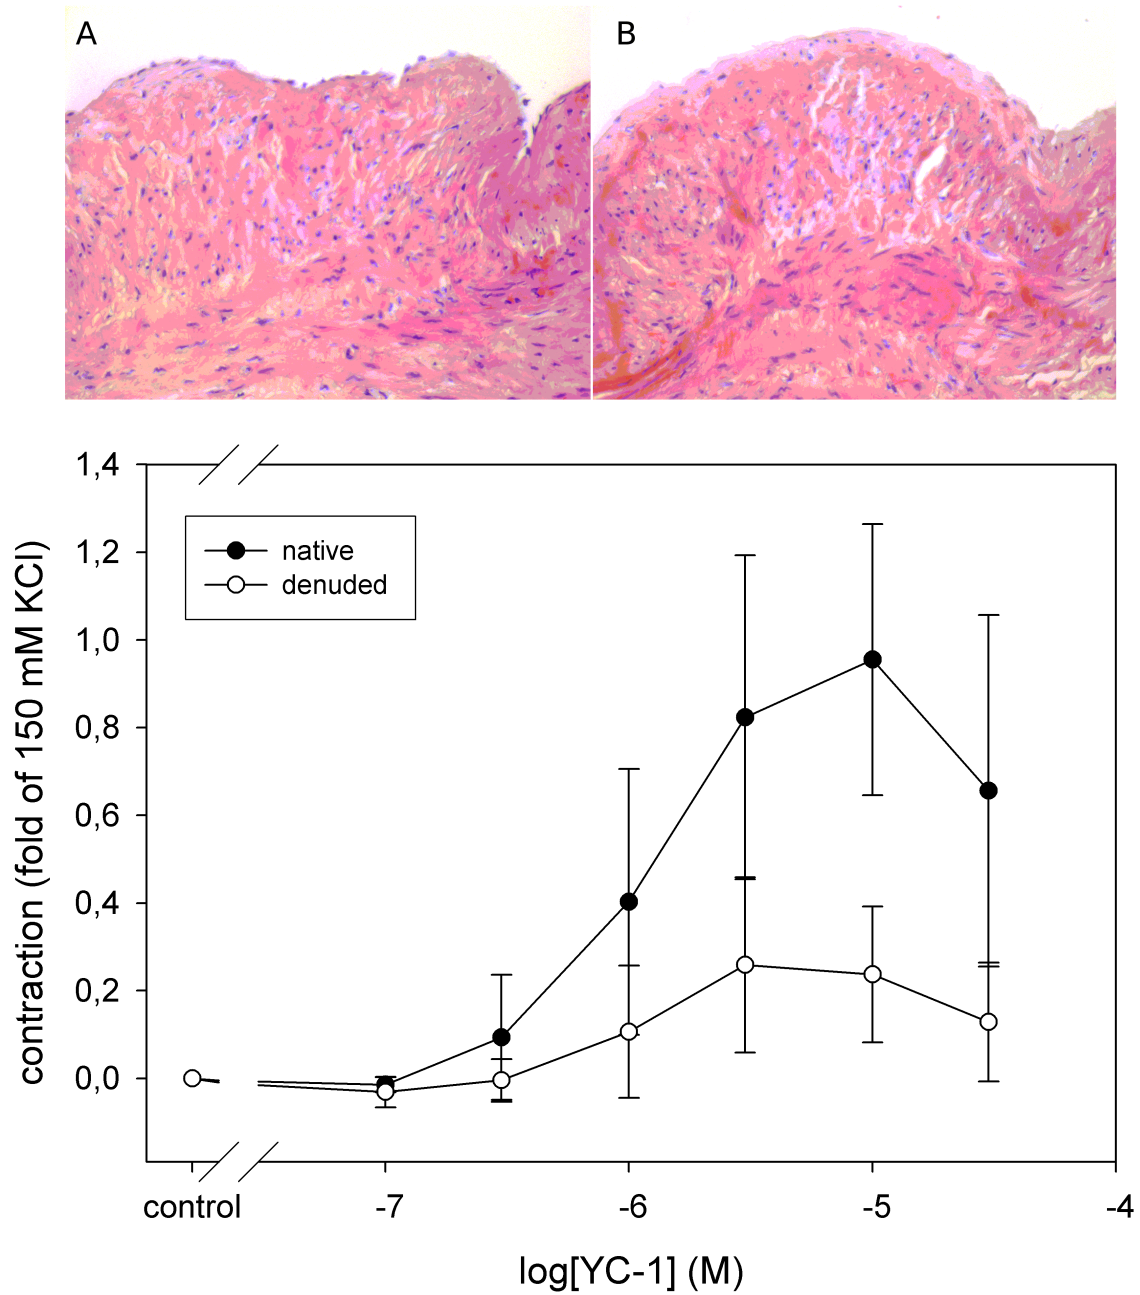 A
B
1,4
1,2
1,0
0,8
0,6
0,4
0,2
0,0
contraction (fold of 150 mM KCl)
native
denuded
control
-7
-6
-5
-4
log[YC-1] (M)